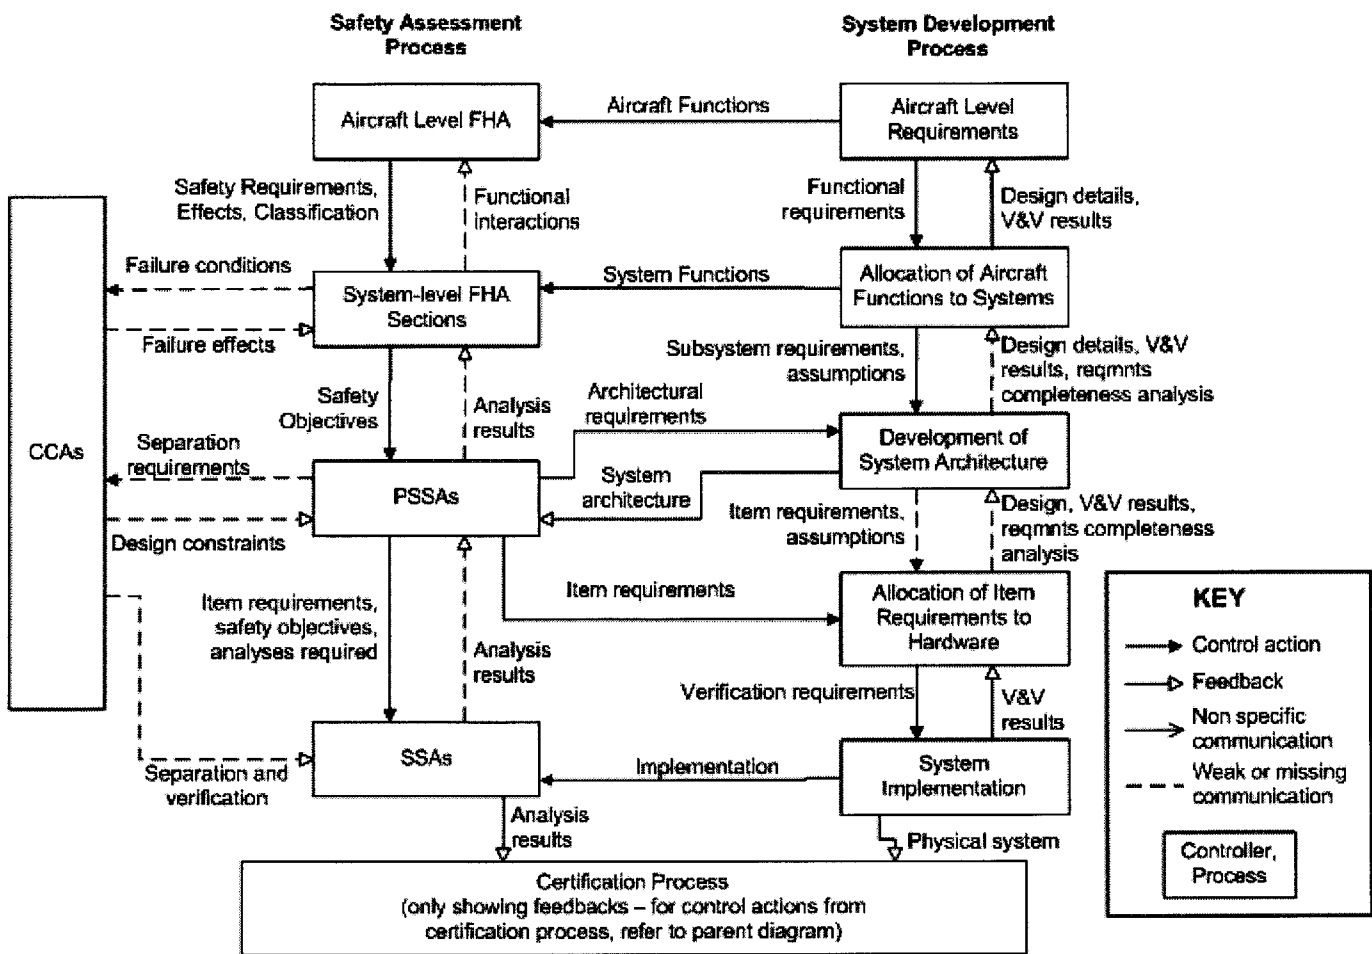 Safety Assessment
Process
System Development
Process
Aircraft Level FHA
Aircraft Functions
Aircraft Level
Requirements
Safety Requirements,
Effects, Classification
Functional
interactions
Functional
requirements
Design details,
V&V results
Failure conditions
System-level FHA
Sections
System Functions
Allocation of Aircraft
Functions to Systems
Failure effects
Subsystem requirements,
assumptions
Design details, V&V
results, reqmnts
completeness analysis
Safety
Objectives
Analysis
results
Architectural
requirements
CCAs
Separation
requirements
PSSAs
System
architecture
Development of
System Architecture
Design constraints
Item requirements,
assumptions
Design, V&V results,
reqmnts completeness
analysis
Item requirements,
safety objectives,
analyses required
Analysis
results
Item requirements
Allocation of Item
Requirements to
Hardware
Verification requirements
V&V
results
SSAs
Implementation
System
Implementation
Separation and
verification
Analysis
results
Physical system
Certification Process
(only showing feedbacks – for control actions from
certification process, refer to parent diagram)
KEY
Control action
Feedback
Non specific
communication
Weak or missing
communication
Controller,
Process